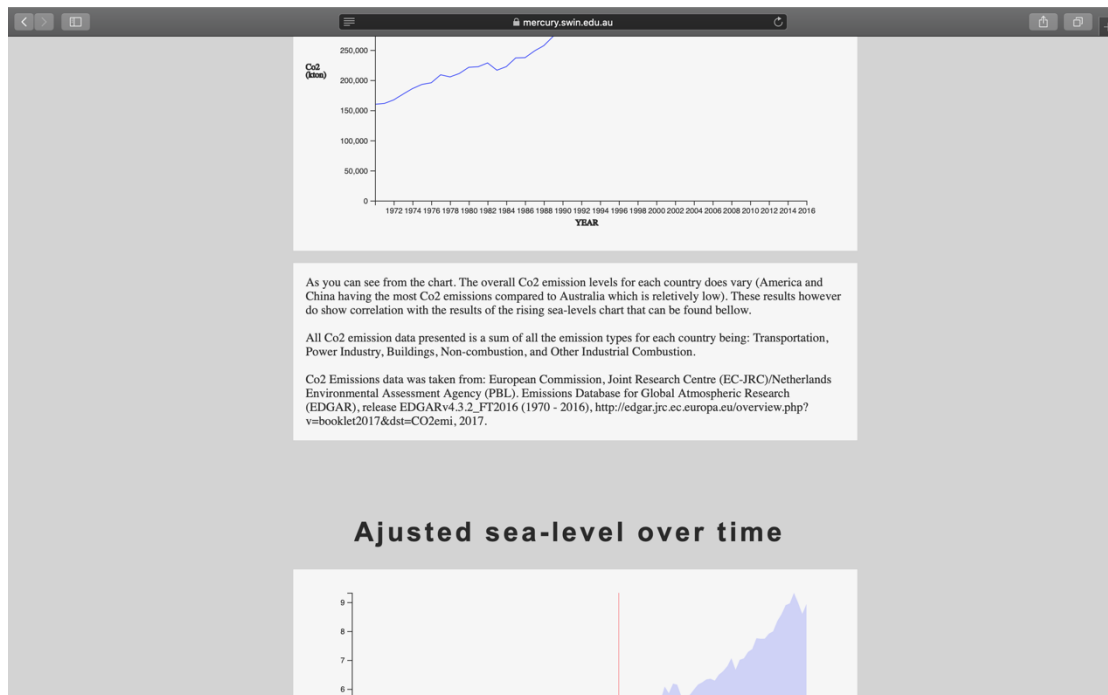 mercury.swin.edu.au
250,000
Co2
(kton)
200,000
150,000
100,000
50,000
0
1972 1974 1976 1978 1980 1982 1984 1986 1988 1990 1992 1994 1996 1998 2000 2002 2004 2006 2008 2010 2012 2014 2016
YEAR
As you can see from the chart. The overall Co2 emission levels for each country does vary (America and
China having the most Co2 emissions compared to Australia which is reletively low). These results however
do show correlation with the results of the rising sea-levels chart that can be found bellow.
All Co2 emission data presented is a sum of all the emission types for each country being: Transportation,
Power Industry, Buildings, Non-combustion, and Other Industrial Combustion.
Co2 Emissions data was taken from: European Commission, Joint Research Centre (EC-JRC)/Netherlands
Environmental Assessment Agency (PBL). Emissions Database for Global Atmospheric Research
(EDGAR), release EDGARv4.3.2_FT2016 (1970 - 2016), http://edgar.jrc.ec.europa.eu/overview.php?
v=booklet2017&dst=CO2emi, 2017.
Ajusted sea-level over time
9
8
7
6